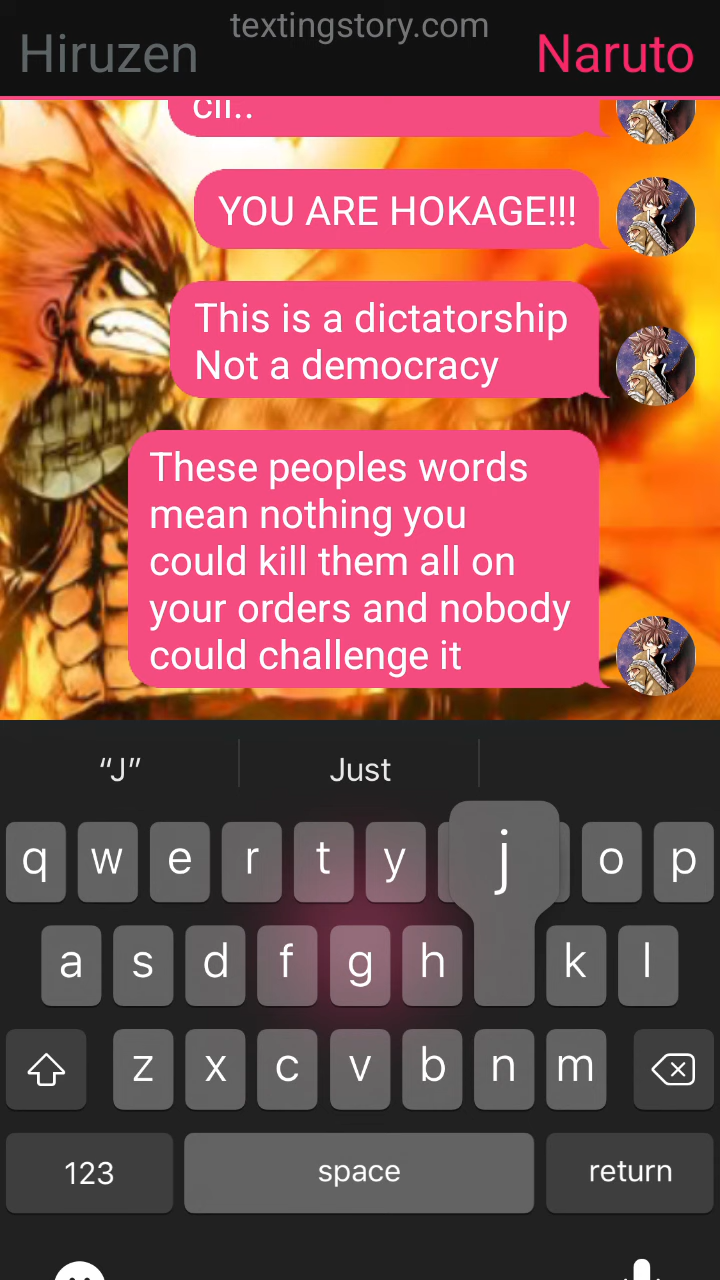 textingstory.com
Hiruzen
Naruto
YOU ARE HOKAGE!!!
This is a dictatorship
Not a democracy
These peoples words
mean nothing you
could kill them all on
your orders and nobody
could challenge it
“J”
Just
q w e r t y o p
j
a s d f g h k l
z x c v b n m
123
space
return